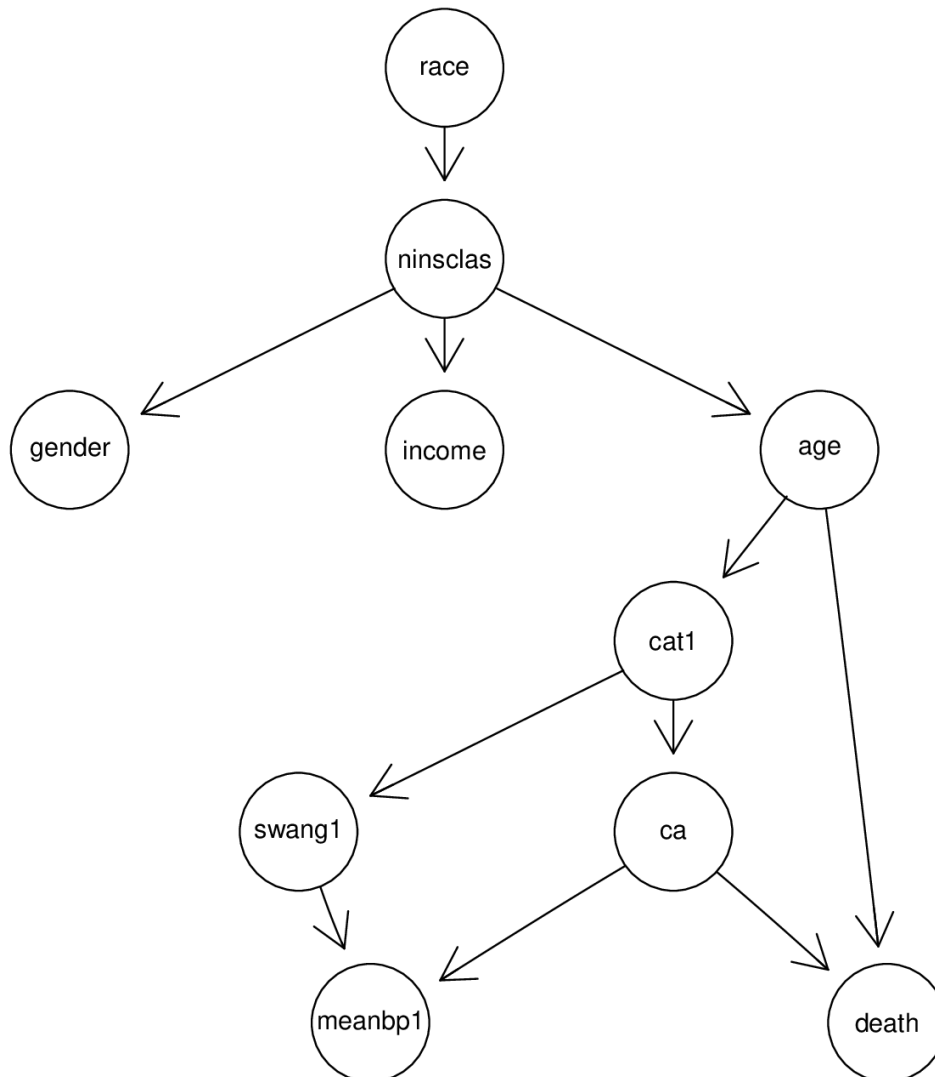 race
ninsclas
gender
income
age
cat1
swang1
ca
meanbp1
death